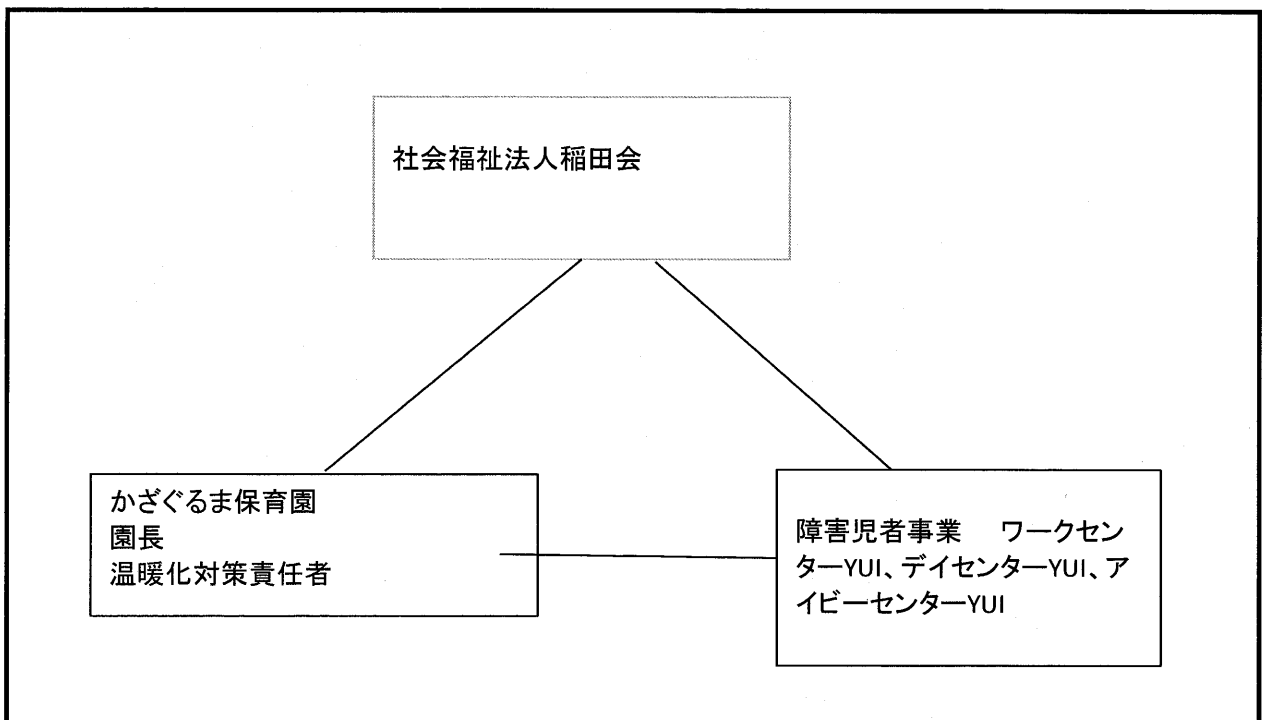 社会福祉法人稲田会
かざぐるま保育園
園長
温暖化対策責任者
障害児者事業　ワークセン
ターYUI、デイセンターYUI、ア
イビーセンターYUI